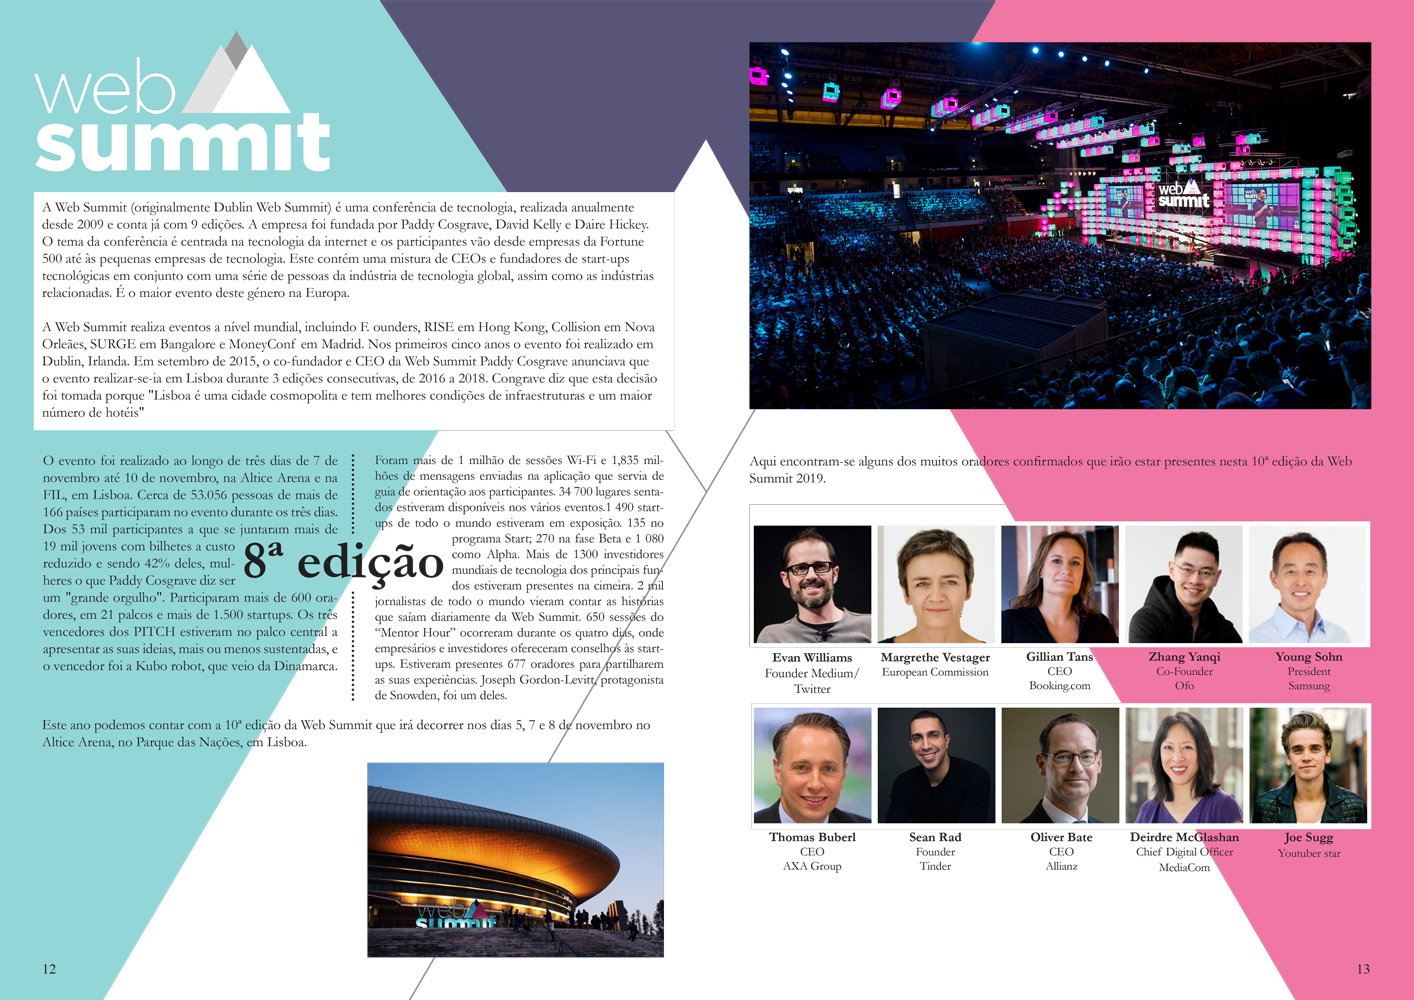 web
summit
A Web Summit (originalmente Dublin Web Summit) é uma conferência de tecnologia, realizada anualmente
desde 2009 e conta já com 9 edições. A empresa foi fundada por Paddy Cosgrave, David Kelly e Daire Hickey.
O tema da conferência é centrada na tecnologia da internet e os participantes vão desde empresas da Fortune
500 até às pequenas empresas de tecnologia. Este contém uma mistura de CEOs e fundadores de start-ups
tecnológicas em conjunto com uma série de pessoas da indústria de tecnologia global, assim como as indústrias
relacionadas. É o maior evento deste género na Europa.
A Web Summit realiza eventos a nível mundial, incluindo F. ounders, RISE em Hong Kong, Collision em Nova
Orleães, SURGE em Bangalore e MoneyConf em Madrid. Nos primeiros cinco anos o evento foi realizado em
Dublin, Irlanda. Em setembro de 2015, o co-fundador e CEO da Web Summit Paddy Cosgrave anunciava que
o evento realizar-se-ia em Lisboa durante 3 edições consecutivas, de 2016 a 2018. Congrave diz que esta decisão
foi tomada porque "Lisboa é uma cidade cosmopolita e tem melhores condições de infraestruturas e um maior
número de hotéis"
O evento foi realizado ao longo de três dias de 7 de
novembro até 10 de novembro, na Altice Arena e na
FIL, em Lisboa. Cerca de 53.056 pessoas de mais de
166 países participaram no evento durante os três dias.
Dos 53 mil participantes a que se juntaram mais de
19 mil jovens com bilhetes a custo
reduzido e sendo 42% deles, mul-
heres o que Paddy Cosgrave diz ser
um "grande orgulho". Participaram mais de 600 ora-
dores, em 21 palcos e mais de 1.500 startups. Os três
vencedores dos PITCH estiveram no palco central a
apresentar as suas ideias, mais ou menos sustentadas, e
o vencedor foi a Kubo robot, que veio da Dinamarca.
8ª edição
Foram mais de 1 milhão de sessões Wi-Fi e 1,835 mil-
hões de mensagens enviadas na aplicação que servia de
guia de orientação aos participantes. 34 700 lugares senta-
dos estiveram disponíveis nos vários eventos.1 490 start-
ups de todo o mundo estiveram em exposição. 135 no
programa Start; 270 na fase Beta e 1 080
como Alpha. Mais de 1300 investidores
mundiais de tecnologia dos principais fun-
dos estiveram presentes na cimeira. 2 mil
jornalistas de todo o mundo vieram contar as histórias
que saíam diariamente da Web Summit. 650 sessões do
“Mentor Hour” ocorreram durante os quatro dias, onde
empresários e investidores ofereceram conselhos às start-
ups. Estiveram presentes 677 oradores para partilharem
as suas experiências. Joseph Gordon-Levitt, protagonista
de Snowden, foi um deles.
Este ano podemos contar com a 10ª edição da Web Summit que irá decorrer nos dias 5, 7 e 8 de novembro no
Altice Arena, no Parque das Nações, em Lisboa.
web
summit
12
web
summit
Aqui encontram-se alguns dos muitos oradores confirmados que irão estar presentes nesta 10ª edição da Web
Summit 2019.
Evan Williams
Founder Medium/
Twitter
Margrethe Vestager
European Commission
Gillian Tans
CEO
Booking.com
Zhang Yanqi
Co-Founder
Ofo
Young Sohn
President
Samsung
Thomas Buberl
CEO
AXA Group
Sean Rad
Founder
Tinder
Oliver Bate
CEO
Allianz
Deirdre McGlashan
Chief Digital Officer
MediaCom
Joe Sugg
Youtuber star
13